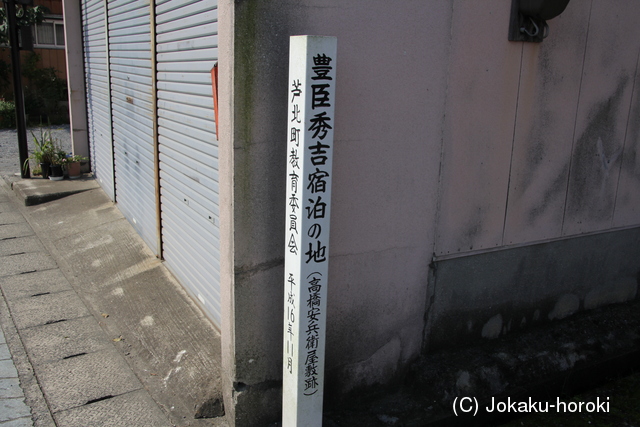 豊臣秀吉宿泊の地(高橋安兵衛屋敷跡)
芦北町教育委員会 平成16年11月
(C) Jokaku-horoki